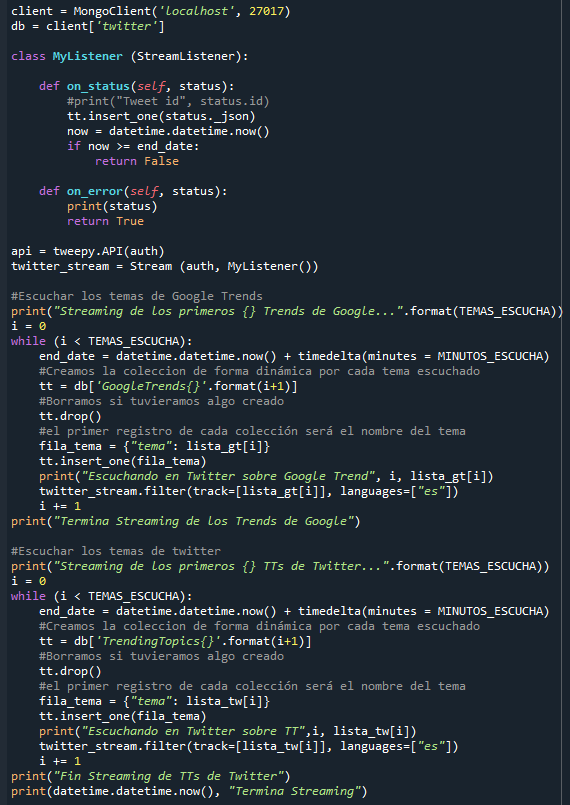 client = MongoClient('localhost', 27017)
db = client['twitter']
class MyListener (StreamListener):
def on_status(self, status):
#print("Tweet id", status.id)
tt.insert_one(status._json)
now = datetime.datetime.now()
if now >= end_date:
return False
def on_error(self, status):
print(status)
return True
api = tweepy.API(auth)
twitter_stream = Stream (auth, MyListener())
#Escuchar los temas de Google Trends
print("Streaming de los primeros {} Trends de Google...".format(TEMAS_ESCUCHA))
i = 0
while (i < TEMAS_ESCUCHA):
end_date = datetime.datetime.now() + timedelta(minutes = MINUTOS_ESCUCHA)
#Creamos la coleccion de forma dinámica por cada tema escuchado
tt = db['GoogleTrends{}'.format(i+1)]
#Borramos si tuvieramos algo creado
tt.drop()
#el primer registro de cada colección será el nombre del tema
fila_tema = {"tema": lista_gt[i]}
tt.insert_one(fila_tema)
print("Escuchando en Twitter sobre Google Trend", i, lista_gt[i])
twitter_stream.filter(track=[lista_gt[i]], languages=["es"])
i += 1
print("Termina Streaming de los Trends de Google")
#Escuchar los temas de twitter
print("Streaming de los primeros {} TTs de Twitter...".format(TEMAS_ESCUCHA))
i = 0
while (i < TEMAS_ESCUCHA):
end_date = datetime.datetime.now() + timedelta(minutes = MINUTOS_ESCUCHA)
#Creamos la coleccion de forma dinámica por cada tema escuchado
tt = db['TrendingTopics{}'.format(i+1)]
#Borramos si tuvieramos algo creado
tt.drop()
#el primer registro de cada colección será el nombre del tema
fila_tema = {"tema": lista_tw[i]}
tt.insert_one(fila_tema)
print("Escuchando en Twitter sobre TT",i, lista_tw[i])
twitter_stream.filter(track=[lista_tw[i]], languages=["es"])
i += 1
print("Fin Streaming de TTs de Twitter")
print(datetime.datetime.now(), "Termina Streaming")